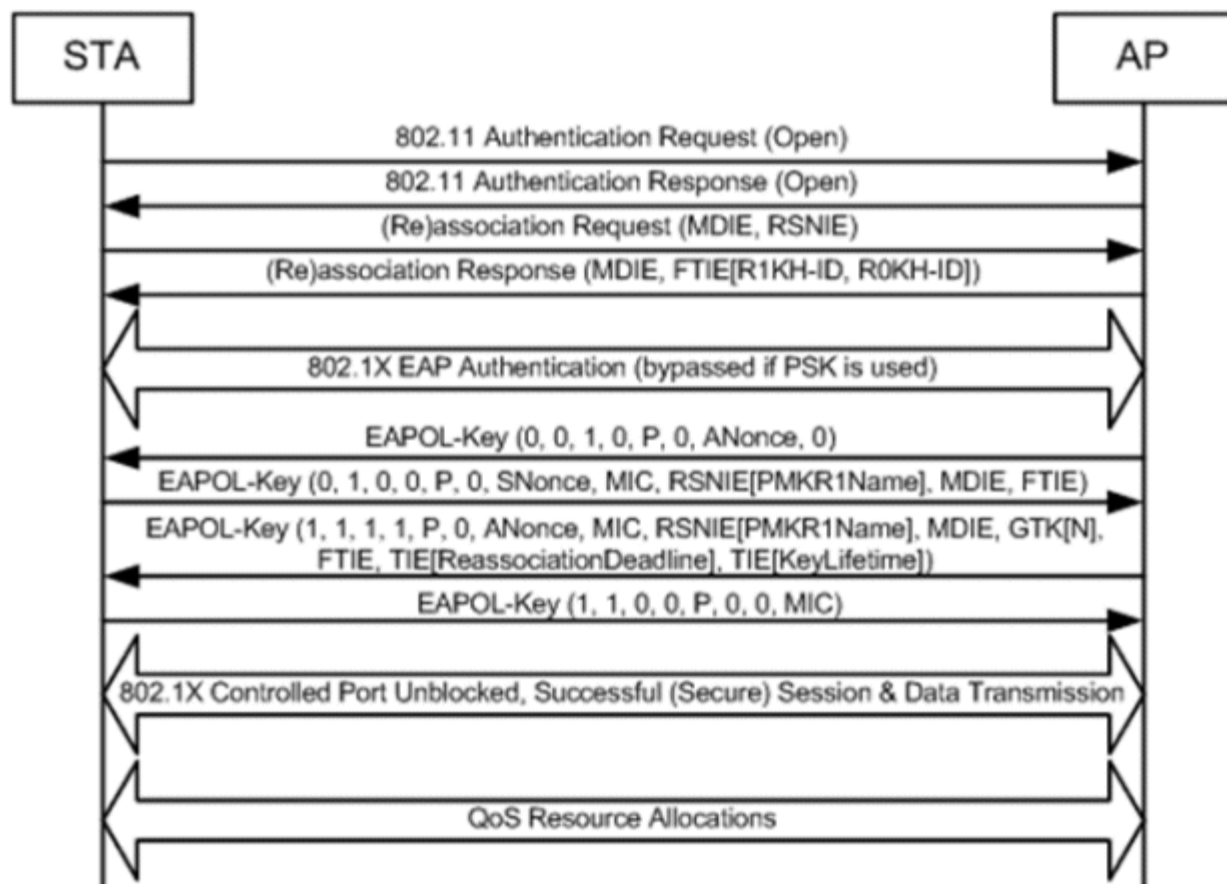 STA
AP
802.11 Authentication Request (Open)
802.11 Authentication Response (Open)
(Re)association Request (MDIE, RSNIE)
(Re)association Response (MDIE, FTIE[R1KH-ID, R0KH-ID])
802.1X EAP Authentication (bypassed if PSK is used)
EAPOL-Key (0, 0, 1, 0, P, 0, ANonce, 0)
EAPOL-Key (0, 1, 0, 0, P, 0, SNonce, MIC, RSNIE[PMKR1Name], MDIE, FTIE)
EAPOL-Key (1, 1, 1, 1, P, 0, ANonce, MIC, RSNIE[PMKR1Name], MDIE, GTK[N],
FTIE, TIE[ReassociationDeadline], TIE[KeyLifetime])
EAPOL-Key (1, 1, 0, 0, P, 0, 0, MIC)
802.1X Controlled Port Unblocked, Successful (Secure) Session & Data Transmission
QoS Resource Allocations